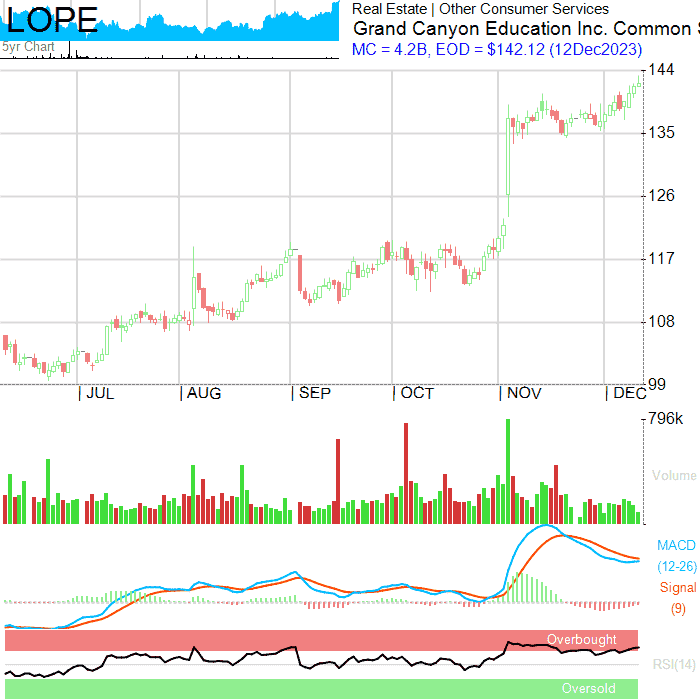 LOPE
Real Estate | Other Consumer Services
Grand Canyon Education Inc. Common S
MC = 4.2B, EOD = $142.12 (12Dec2023)
5yr Chart
144
135
126
117
108
99
JUL AUG SEP OCT NOV DEC
796k
Volume
MACD
(12-26)
Signal
(9)
Overbought
RSI(14)
Oversold